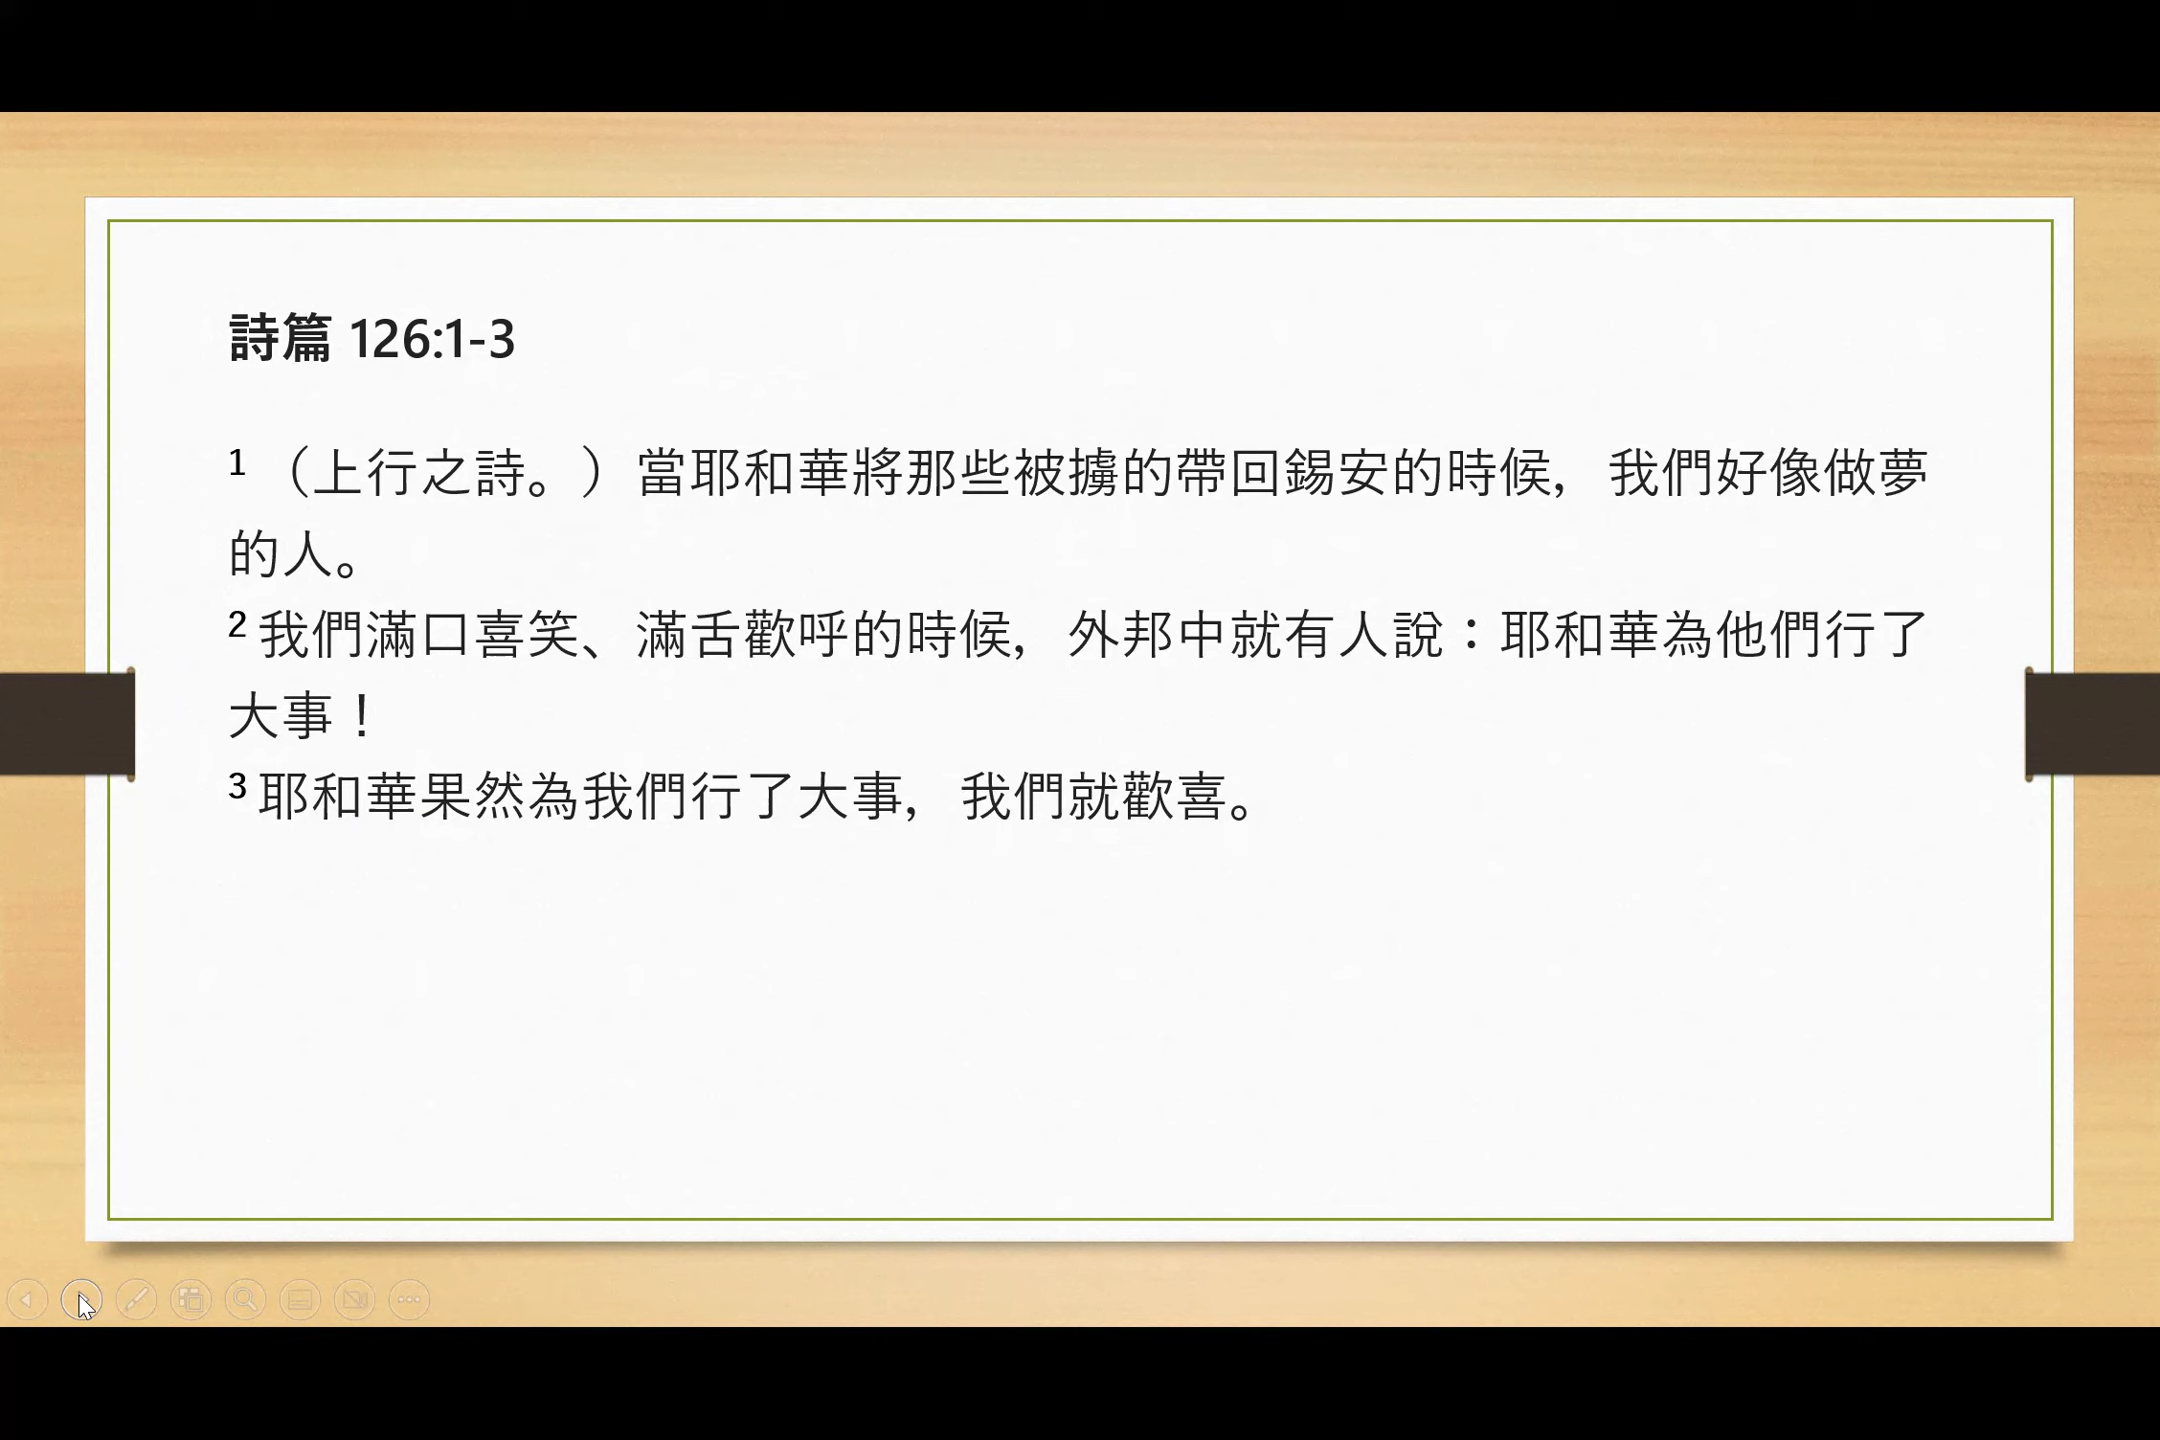 詩篇 126:1-3
1 （上行之詩。）當耶和華將那些被擄的帶回錫安的時候，我們好像做夢
的人。
2 我們滿口喜笑、滿舌歡呼的時候，外邦中就有人說：耶和華為他們行了
大事！
3 耶和華果然為我們行了大事，我們就歡喜。